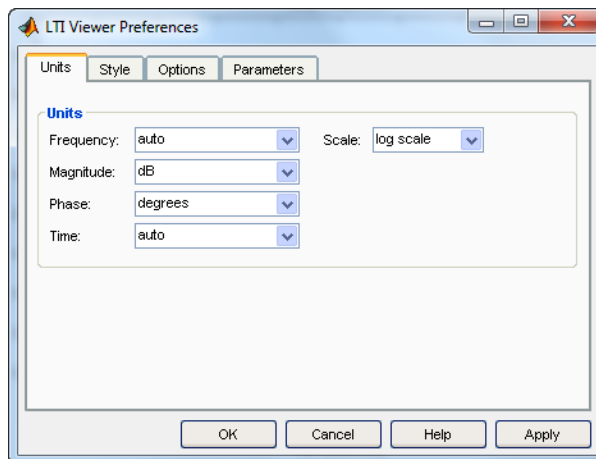 LTI Viewer Preferences
Units Style Options Parameters
Units
Frequency: auto Scale: log scale
Magnitude: dB
Phase: degrees
Time: auto
OK Cancel Help Apply